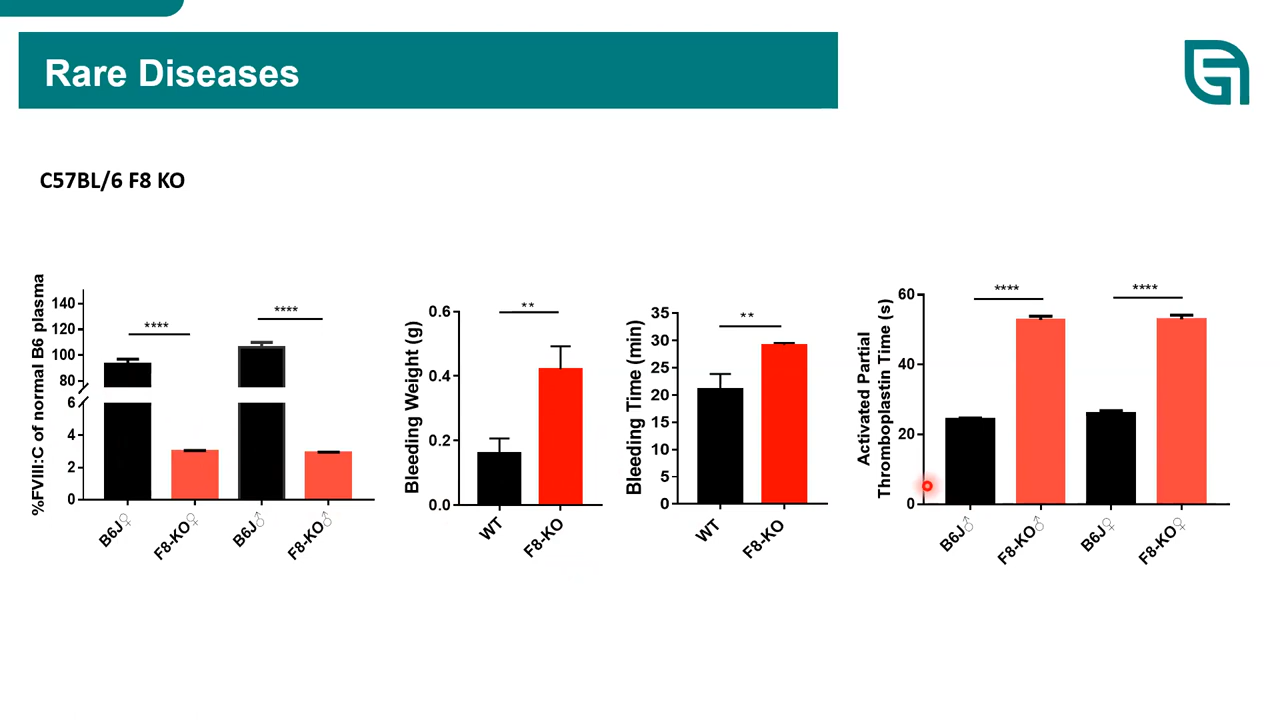 Rare Diseases
C57BL/6 F8 KO
%FVIII:C of normal B6 plasma
140
120
100
80
6
4
2
0
****
****
B6J♀
F8-KO♀
B6J♂
F8-KO♂
Bleeding Weight (g)
0.6
0.4
0.2
0.0
**
WT
F8-KO
Bleeding Time (min)
35
30
25
20
15
10
5
0
**
WT
F8-KO
Activated Partial
Thromboplastin Time (s)
60
40
20
0
****
****
B6J♂
F8-KO♂
B6J♀
F8-KO♀